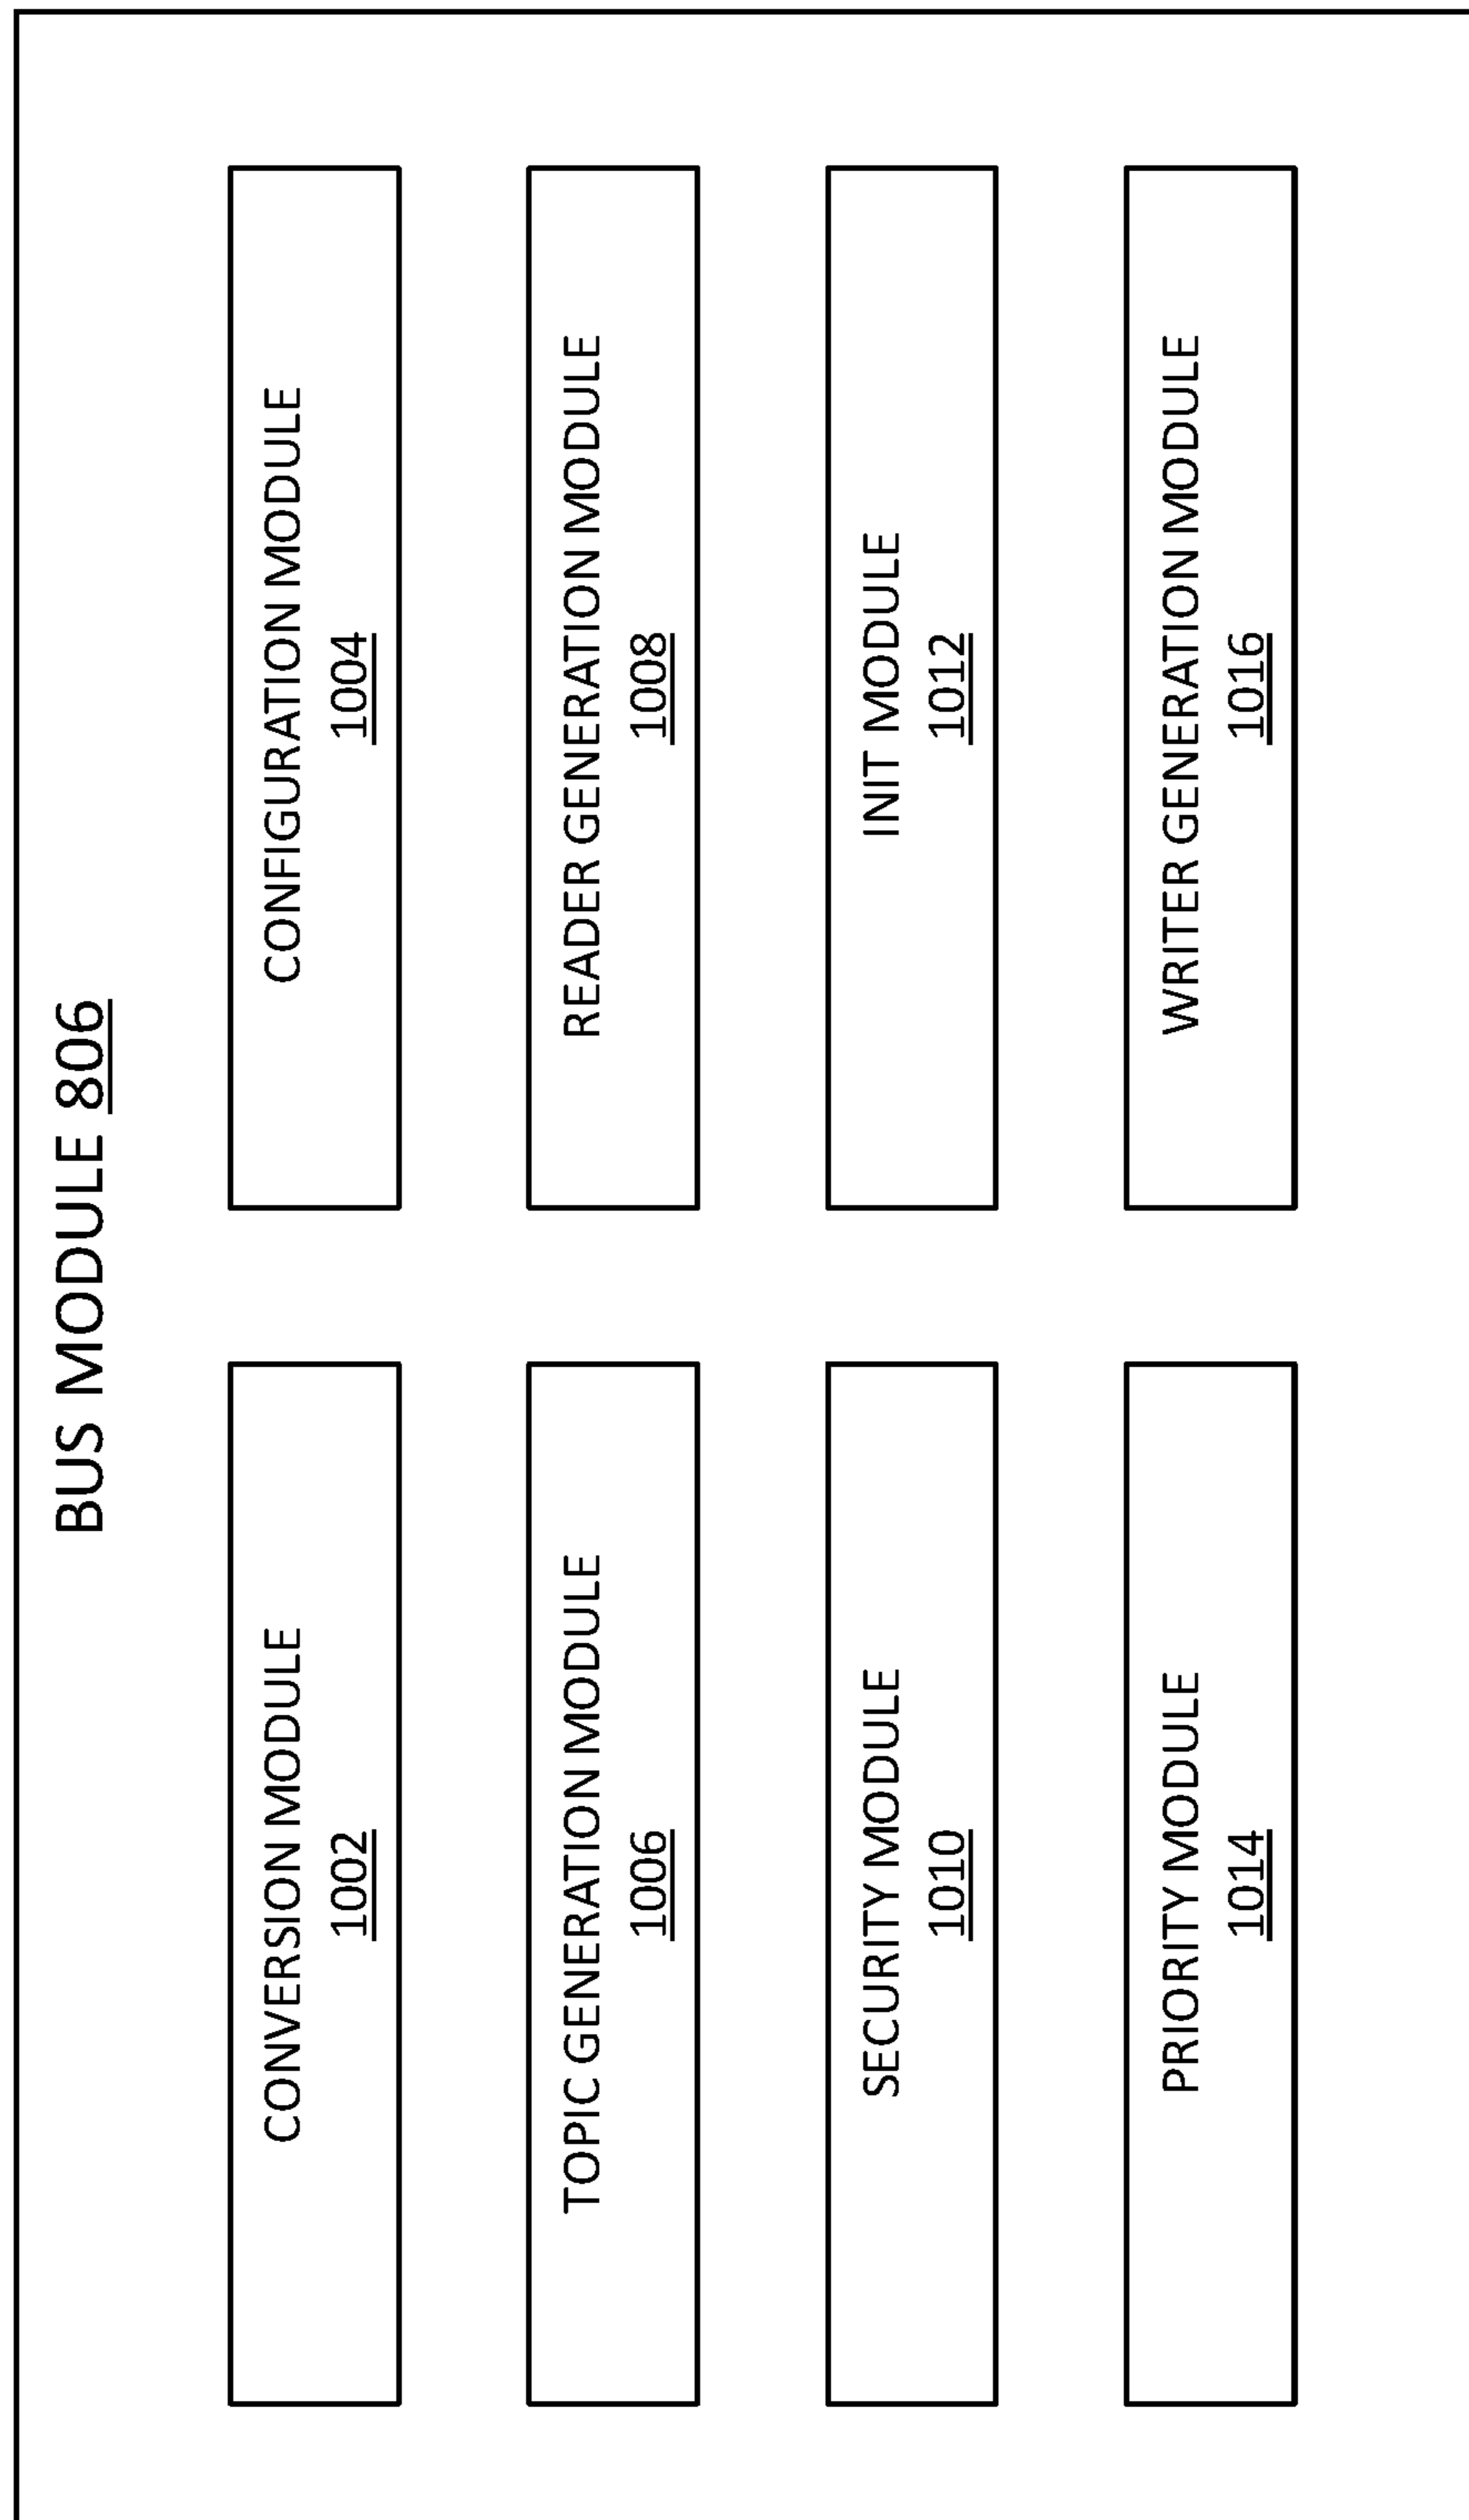 BUS MODULE 806
CONVERSION MODULE
1002
CONFIGURATION MODULE
1004
TOPIC GENERATION MODULE
1006
READER GENERATION MODULE
1008
SECURITY MODULE
1010
INIT MODULE
1012
PRIORITY MODULE
1014
WRITER GENERATION MODULE
1016